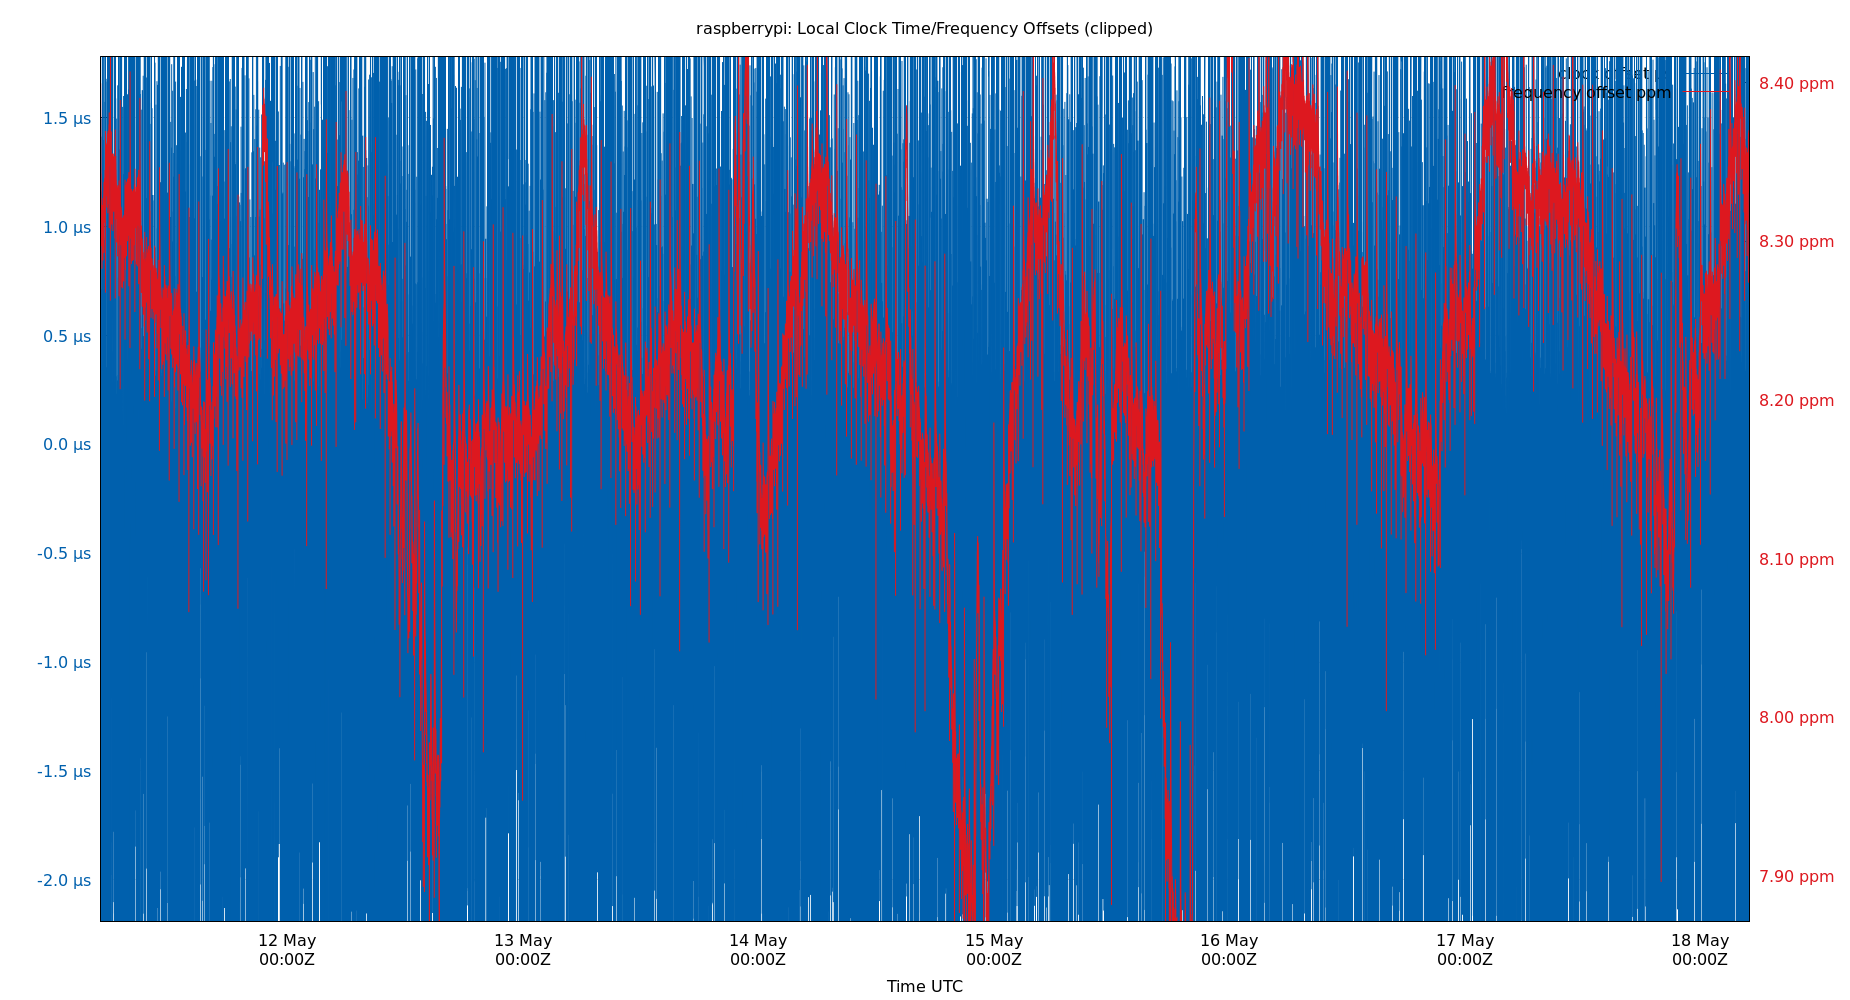 raspberrypi: Local Clock Time/Frequency Offsets (clipped)
clock offset
frequency offset ppm
1.5 µs
1.0 µs
0.5 µs
0.0 µs
-0.5 µs
-1.0 µs
-1.5 µs
-2.0 µs
8.40 ppm
8.30 ppm
8.20 ppm
8.10 ppm
8.00 ppm
7.90 ppm
12 May 13 May 14 May 15 May 16 May 17 May 18 May
00:00Z 00:00Z 00:00Z 00:00Z 00:00Z 00:00Z 00:00Z
Time UTC